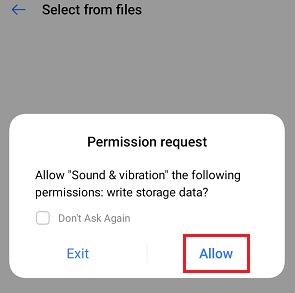 Select from files
Permission request
Allow "Sound & vibration" the following
permissions: write storage data?
Don't Ask Again
Exit
Allow